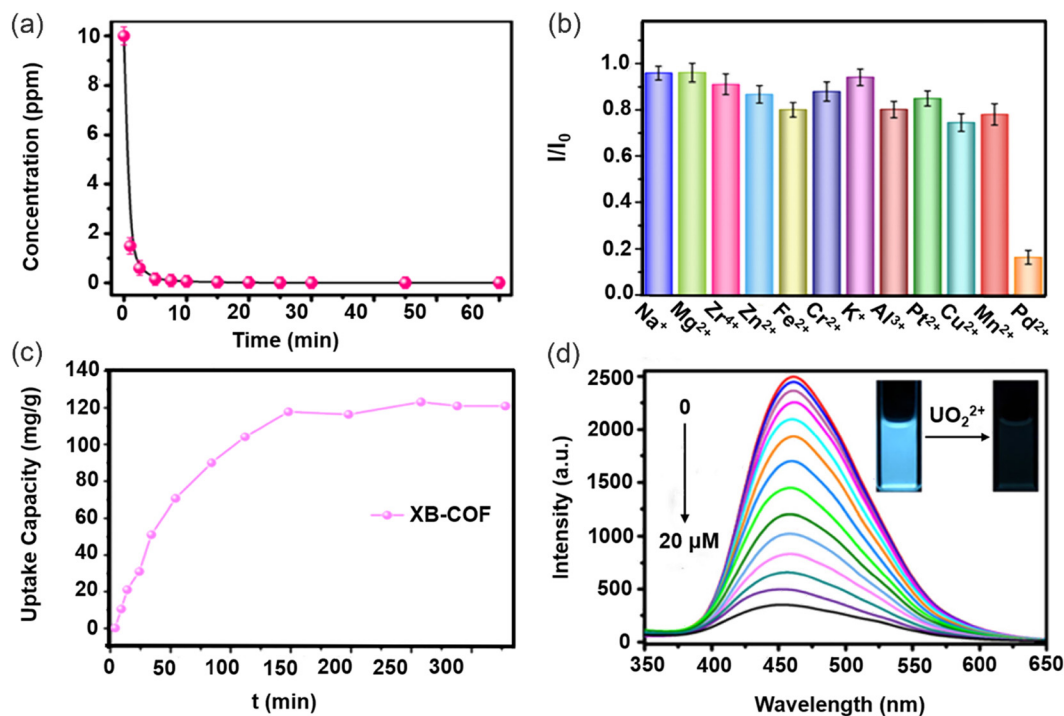 (a)
10
8
6
4
2
0
Concentration (ppm)
0 10 20 30 40 50 60
Time (min)
(b)
1.0
0.8
0.6
0.4
0.2
0.0
I/I₀
Na⁺ Mg²⁺ Zr⁴⁺ Zn²⁺ Fe²⁺ Cr²⁺ K⁺ Al³⁺ Pt²⁺ Cu²⁺ Mn²⁺ Pd²⁺
(c)
140
120
100
80
60
40
20
0
Uptake Capacity (mg/g)
XB-COF
0 50 100 150 200 250 300
t (min)
(d)
2500
2000
1500
1000
500
0
Intensity (a.u.)
0
20 μM
UO₂²⁺
350 400 450 500 550 600 650
Wavelength (nm)